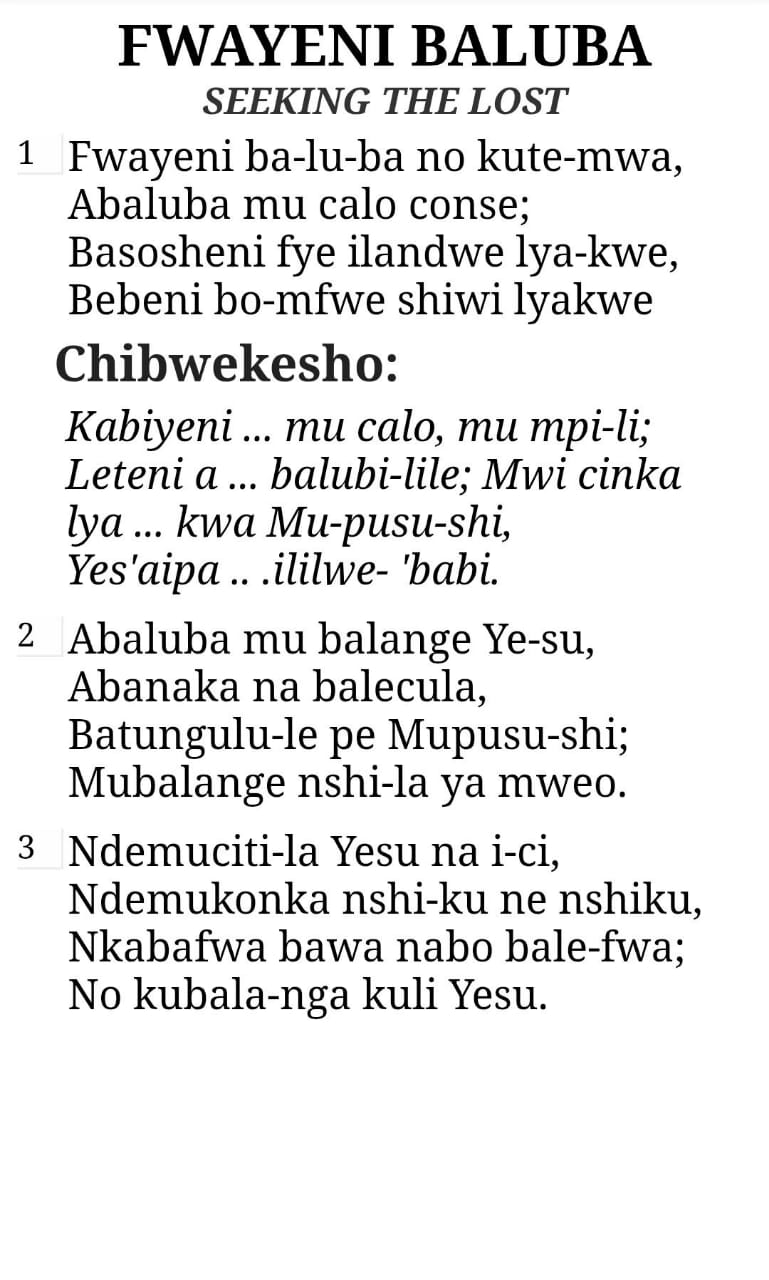 FWAYENI BALUBA
SEEKING THE LOST
1 Fwayeni ba-lu-ba no kute-mwa,
Abaluba mu calo conse;
Basosheni fye ilandwe lya-kwe,
Bebeni bo-mfwe shiwi lyakwe
Chibwekesho:
Kabiyeni ... mu calo, mu mpi-li;
Leteni a ... balubi-lile; Mwi cinka
lya ... kwa Mu-pusu-shi,
Yes'aipa .. .ililwe- 'babi.
2 Abaluba mu balange Ye-su,
Abanaka na balecula,
Batungulu-le pe Mupusu-shi;
Mubalange nshi-la ya mweo.
3 Ndemuciti-la Yesu na i-ci,
Ndemukonka nshi-ku ne nshiku,
Nkabafwa bawa nabo bale-fwa;
No kubala-nga kuli Yesu.